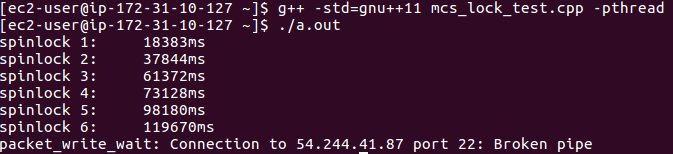 [ec2-user@ip-172-31-10-127 ~]$ g++ -std=gnu++11 mcs_lock_test.cpp -pthread
[ec2-user@ip-172-31-10-127 ~]$ ./a.out
spinlock 1: 18383ms
spinlock 2: 37844ms
spinlock 3: 61372ms
spinlock 4: 73128ms
spinlock 5: 98180ms
spinlock 6: 119670ms
packet_write_wait: Connection to 54.244.41.87 port 22: Broken pipe